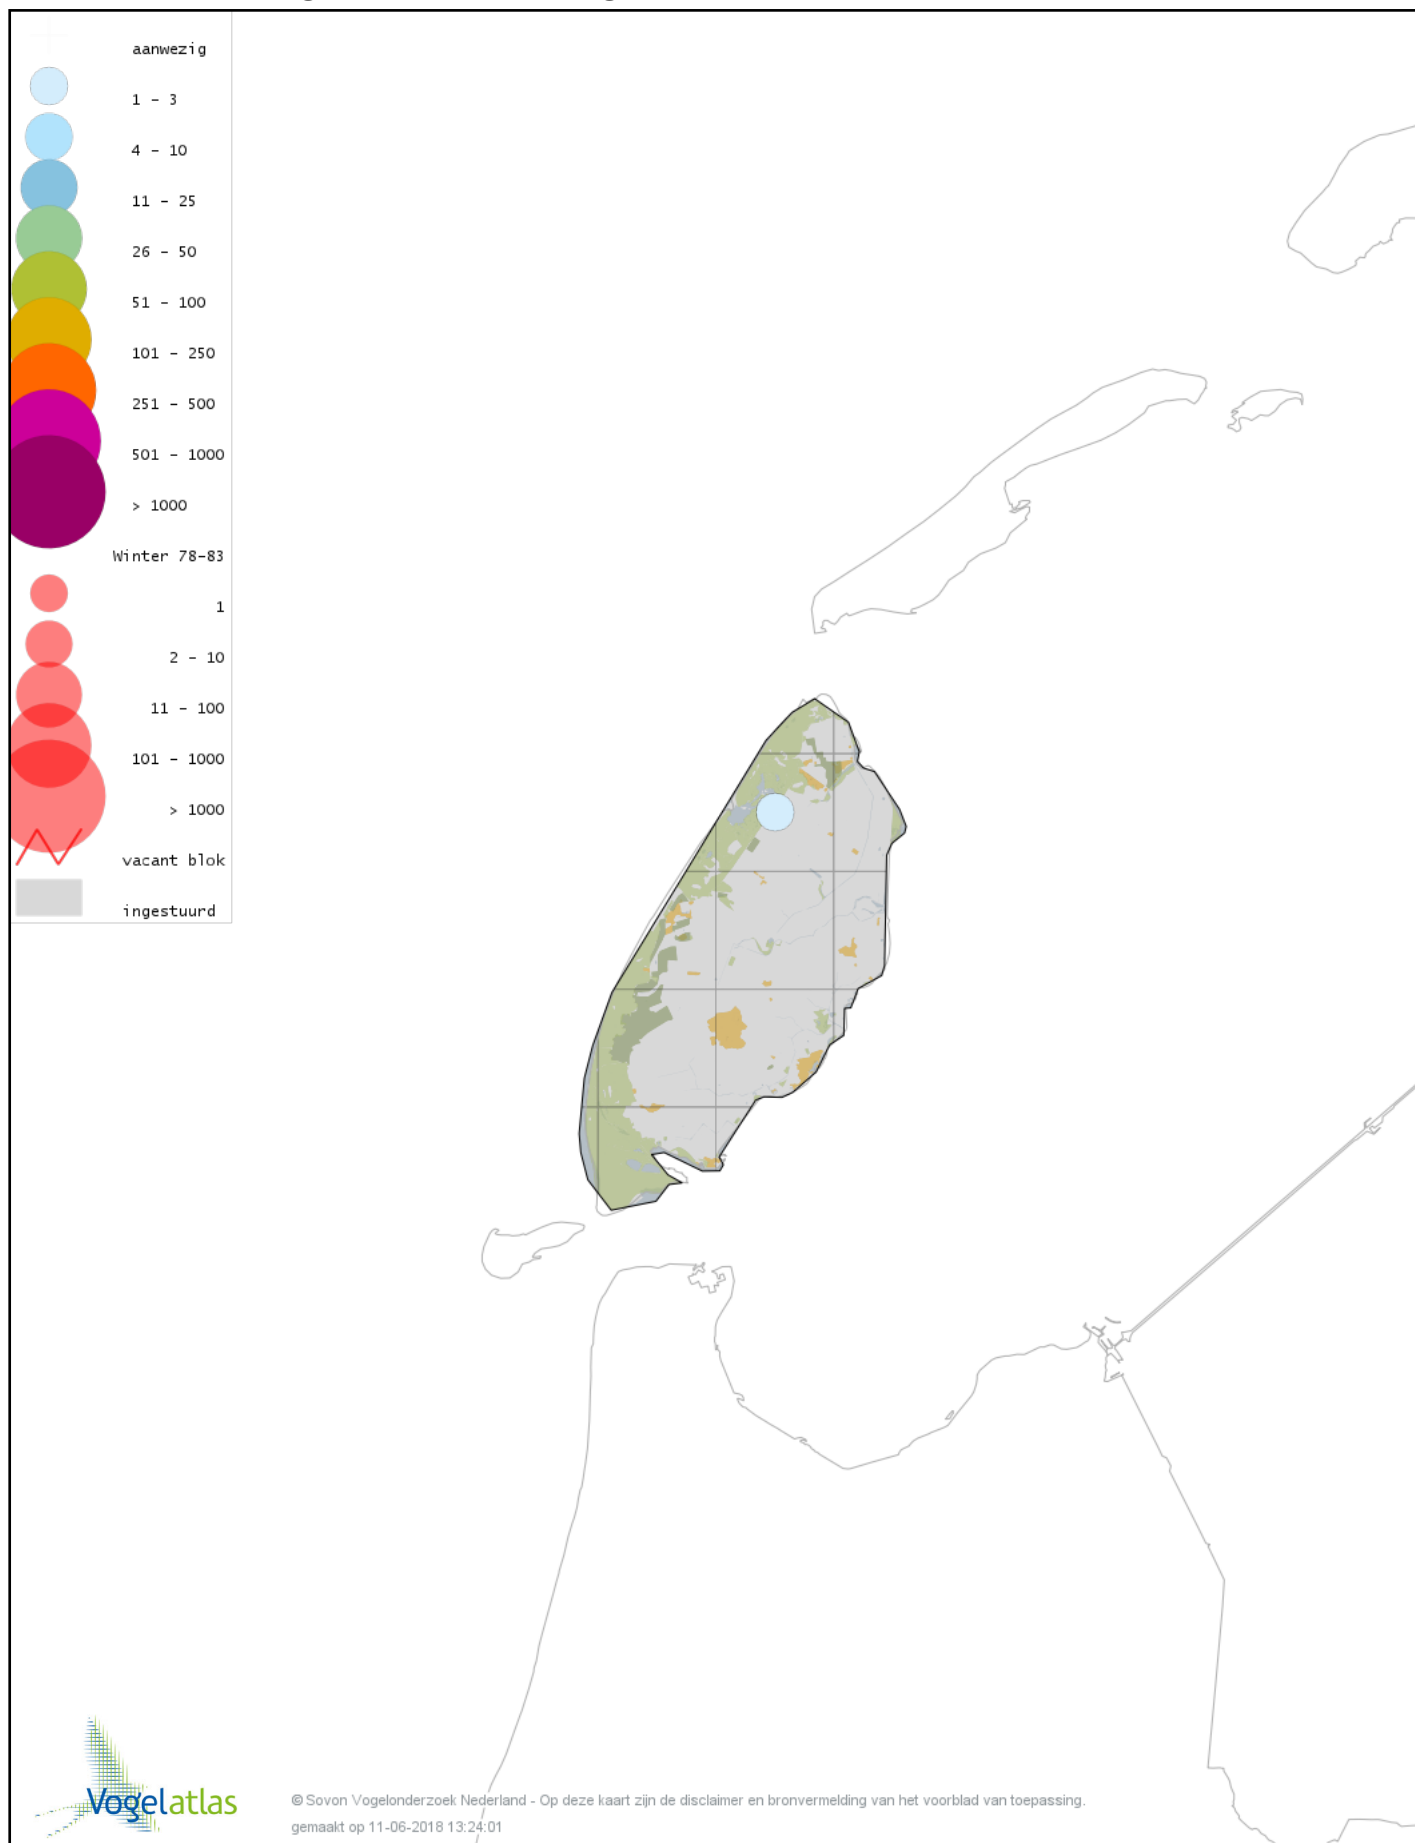 aanwezig
1 - 3
4 - 10
11 - 25
26 - 50
51 - 100
101 - 250
251 - 500
501 - 1000
> 1000
Winter 78-83
1
2 - 10
11 - 100
101 - 1000
> 1000
vacant blok
ingestuurd
Vogelatlas
© Sovon Vogelonderzoek Nederland - Op deze kaart zijn de disclaimer en bronvermelding van het voorblad van toepassing.
gemaakt op 11-06-2018 13:24:01